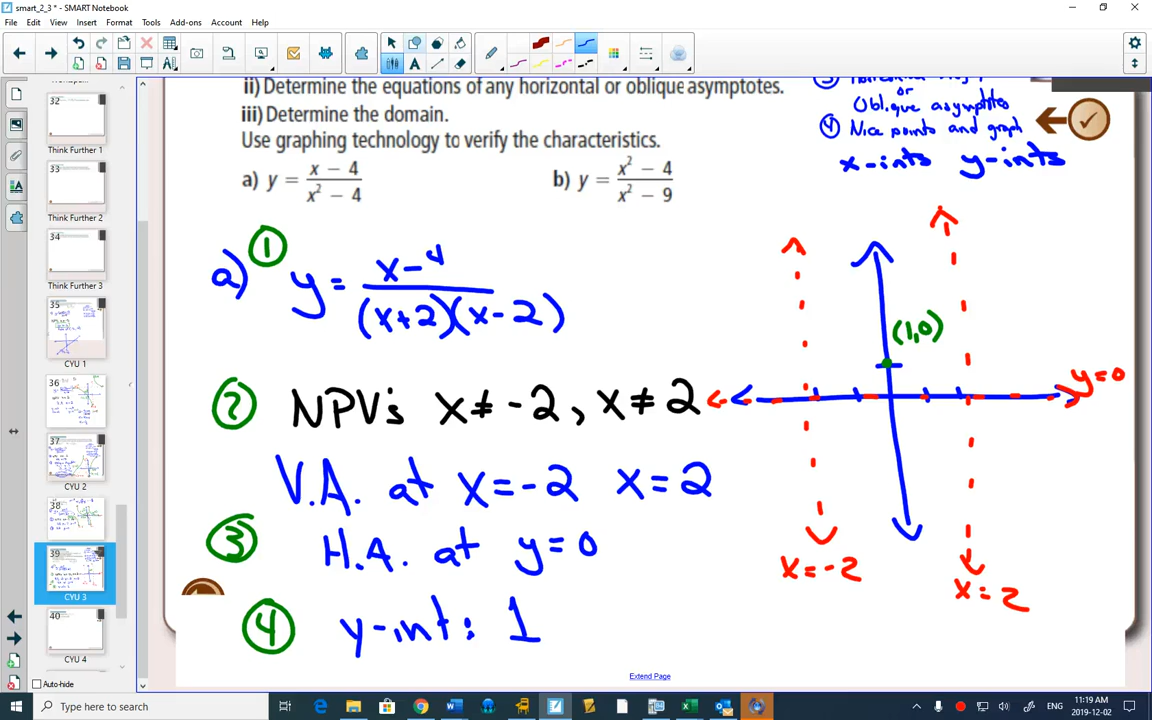 smart_2_3 * - SMART Notebook
File Edit View Insert Format Tools Add-ons Account Help
32
Think Further 1
33
Think Further 2
34
Think Further 3
35
CYU 1
36
37
CYU 2
38
39
CYU 3
40
CYU 4
Auto-hide
ii) Determine the equations of any horizontal or oblique asymptotes.
iii) Determine the domain.
Use graphing technology to verify the characteristics.
a) y = (x − 4)/(x² − 4) b) y = (x² − 4)/(x² − 9)
or
Oblique asymptotes
④ Nice points and graph
x-ints y-ints
a) ① y = (x-4)/((x+2)(x-2))
② NPV's x≠-2, x≠2
V.A. at x=-2 x=2
③ H.A. at y=0
④ y-int: 1
(1,0)
y=0
x=-2
x=2
Extend Page
Type here to search
ENG
11:19 AM
2019-12-02